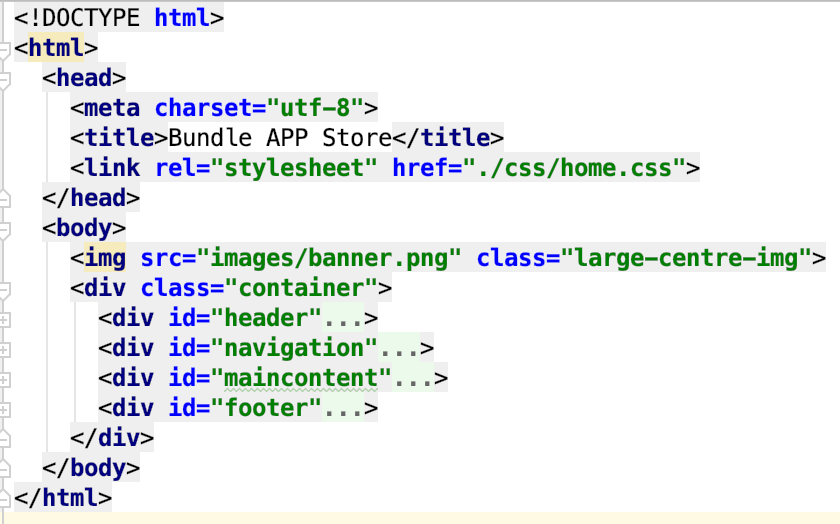 <!DOCTYPE html>
<html>
<head>
<meta charset="utf-8">
<title>Bundle APP Store</title>
<link rel="stylesheet" href="./css/home.css">
</head>
<body>
<img src="images/banner.png" class="large-centre-img">
<div class="container">
<div id="header"...>
<div id="navigation"...>
<div id="maincontent"...>
<div id="footer"...>
</div>
</body>
</html>